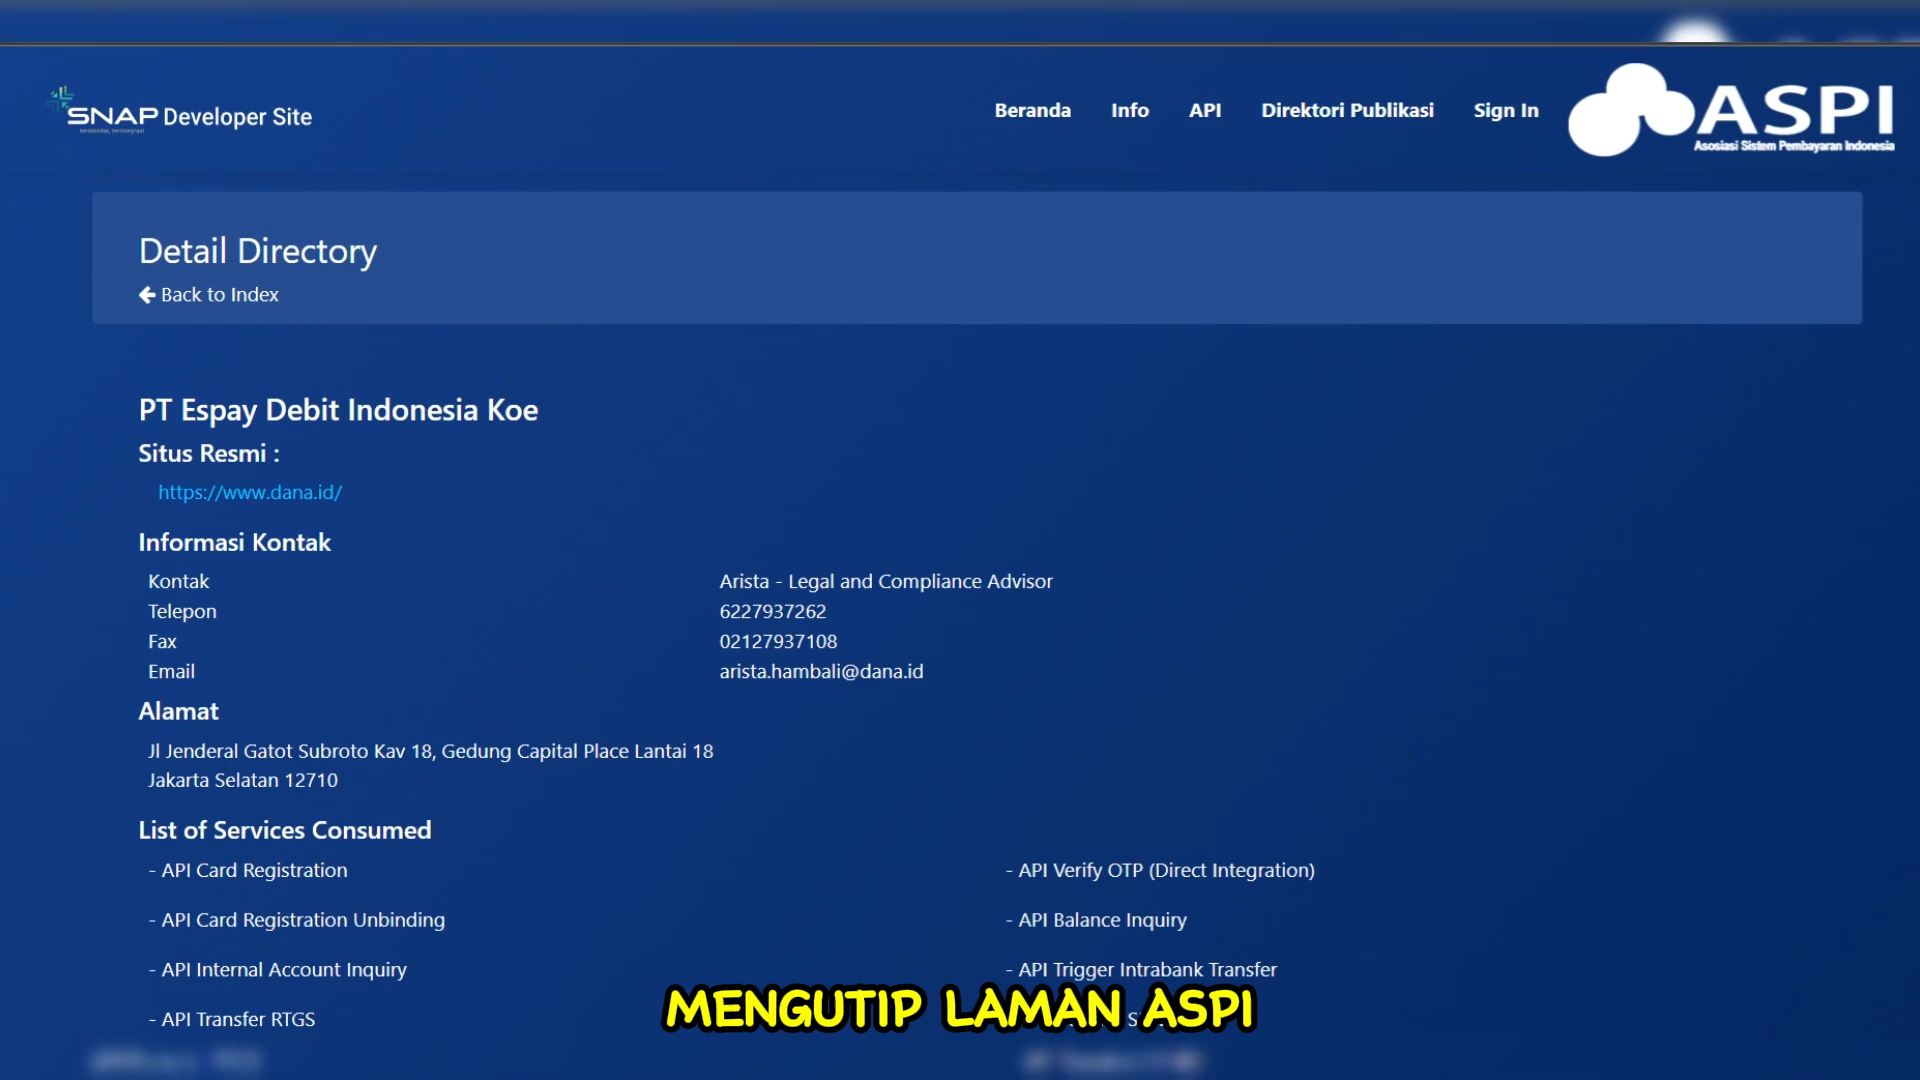 SNAP Developer Site
terstandar, terintegrasi
Beranda
Info
API
Direktori Publikasi
Sign In
ASPI
Asosiasi Sistem Pembayaran Indonesia
Detail Directory
Back to Index
PT Espay Debit Indonesia Koe
Situs Resmi :
https://www.dana.id/
Informasi Kontak
Kontak Arista - Legal and Compliance Advisor
Telepon 6227937262
Fax 02127937108
Email arista.hambali@dana.id
Alamat
Jl Jenderal Gatot Subroto Kav 18, Gedung Capital Place Lantai 18
Jakarta Selatan 12710
List of Services Consumed
- API Card Registration
- API Verify OTP (Direct Integration)
- API Card Registration Unbinding
- API Balance Inquiry
- API Internal Account Inquiry
- API Trigger Intrabank Transfer
- API Transfer RTGS
MENGUTIP LAMAN ASPI